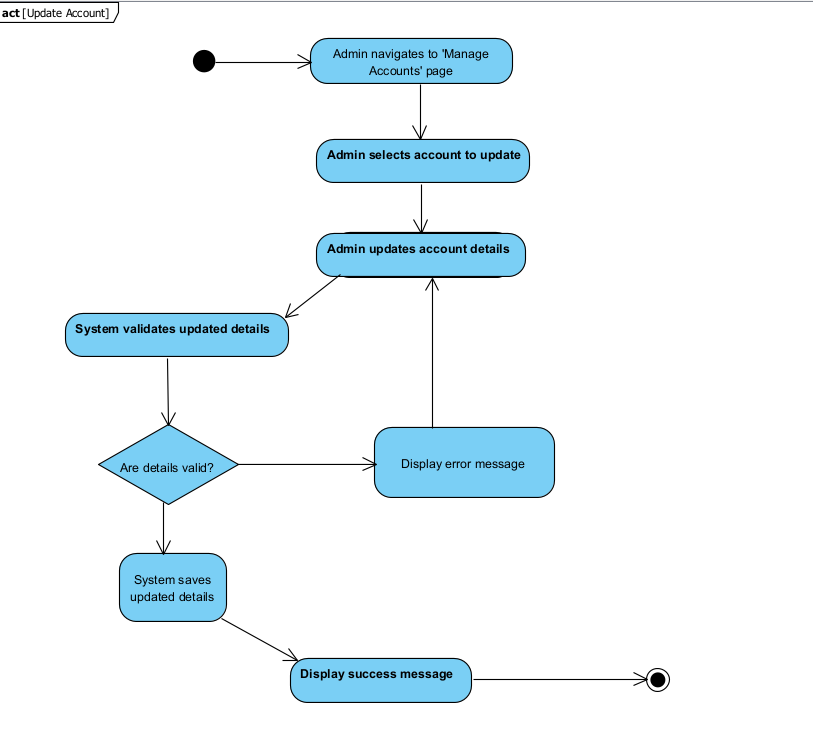 act [Update Account]
Admin navigates to 'Manage
Accounts' page
Admin selects account to update
Admin updates account details
System validates updated details
Are details valid?
Display error message
System saves
updated details
Display success message